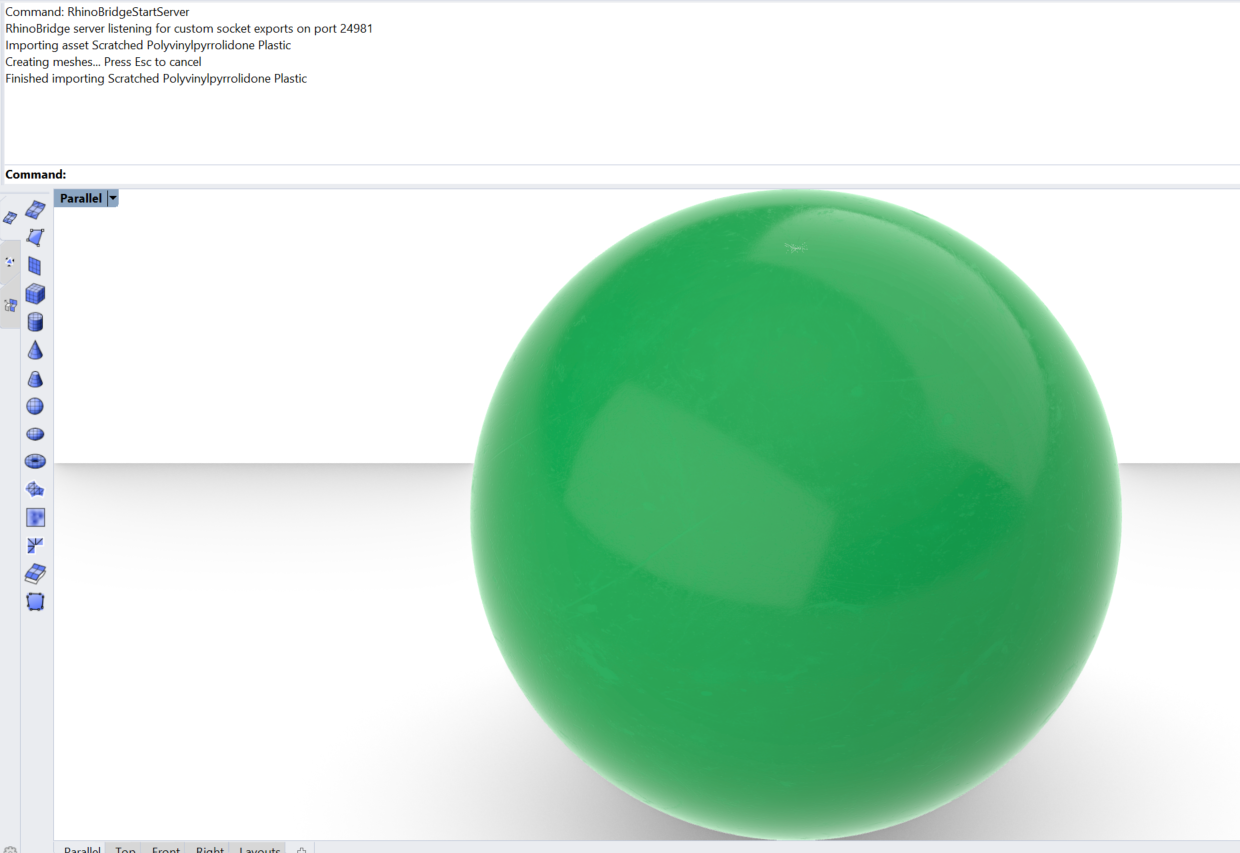 Command: RhinoBridgeStartServer
RhinoBridge server listening for custom socket exports on port 24981
Importing asset Scratched Polyvinylpyrrolidone Plastic
Creating meshes... Press Esc to cancel
Finished importing Scratched Polyvinylpyrrolidone Plastic
Command:
Parallel
Parallel Top Front Right Layouts